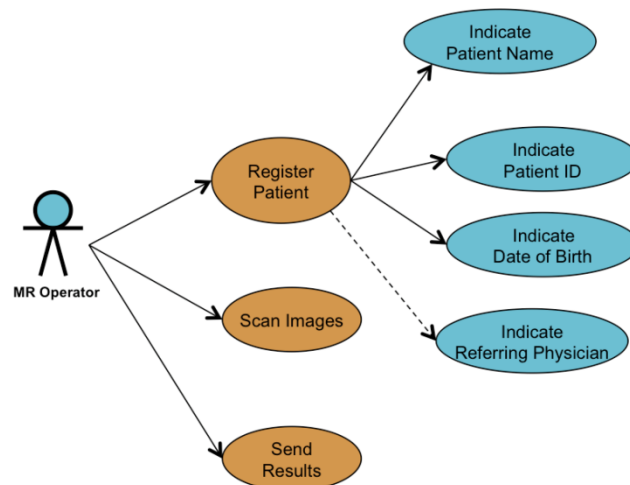 Indicate
Patient Name
Register
Patient
Indicate
Patient ID
Indicate
Date of Birth
MR Operator
Scan Images
Indicate
Referring Physician
Send
Results